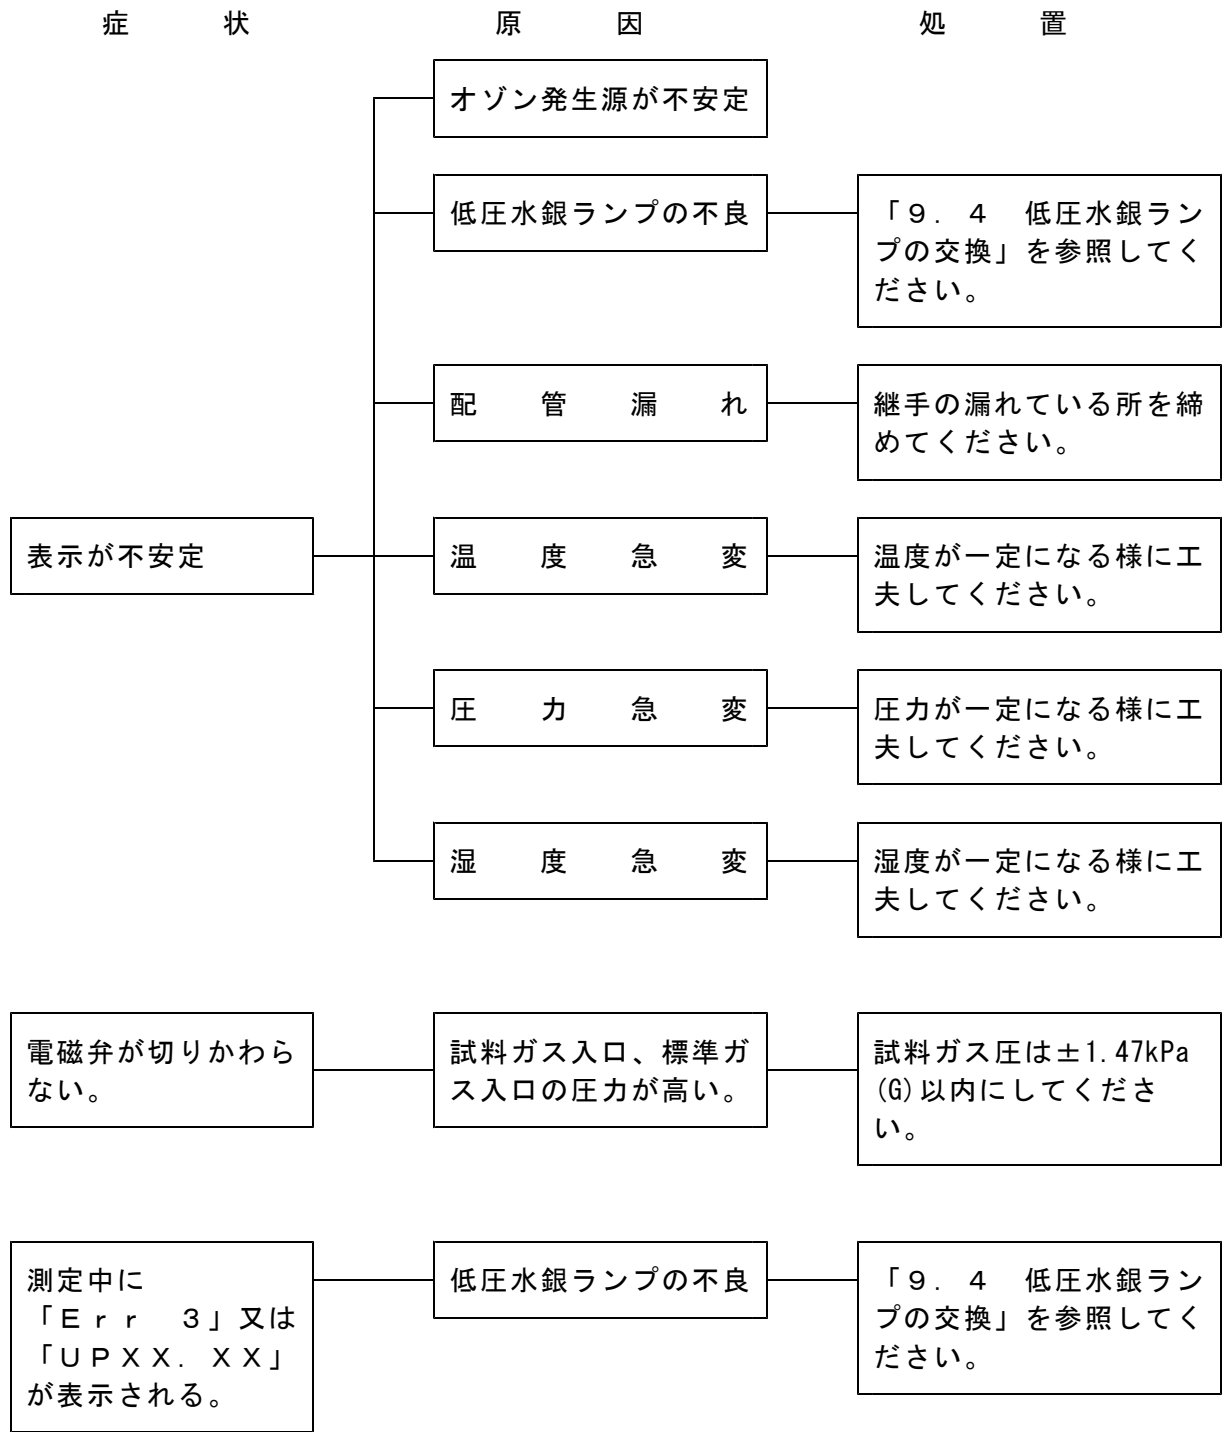 症　　　状　　　　　原　　　因　　　　　処　　　置
オゾン発生源が不安定
低圧水銀ランプの不良
「９．４　低圧水銀ラン
プの交換」を参照してく
ださい。
配　管　漏　れ
継手の漏れている所を締
めてください。
表示が不安定
温　度　急　変
温度が一定になる様に工
夫してください。
圧　力　急　変
圧力が一定になる様に工
夫してください。
湿　度　急　変
湿度が一定になる様に工
夫してください。
電磁弁が切りかわら
ない。
試料ガス入口、標準ガ
ス入口の圧力が高い。
試料ガス圧は±1.47kPa
(G)以内にしてくださ
い。
測定中に
「Ｅｒｒ　３」又は
「ＵＰＸＸ．ＸＸ」
が表示される。
低圧水銀ランプの不良
「９．４　低圧水銀ラン
プの交換」を参照してく
ださい。